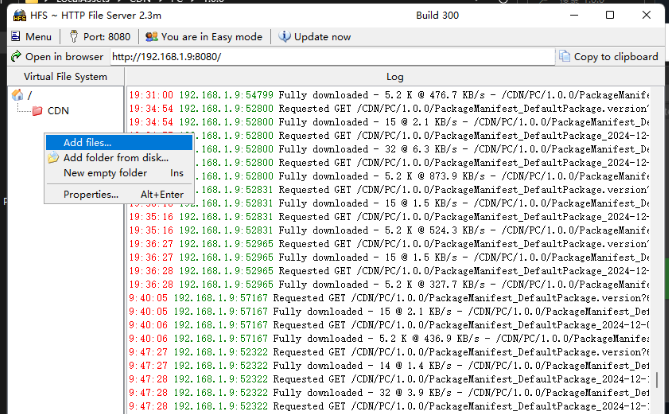 HFS ~ HTTP File Server 2.3m Build 300
Menu Port: 8080 You are in Easy mode Update now
Open in browser http://192.168.1.9:8080/ Copy to clipboard
Virtual File System Log
/
CDN
Add files...
Add folder from disk...
New empty folder Ins
Properties... Alt+Enter
19:31:00 192.168.1.9:54799 Fully downloaded - 5.2 K @ 476.7 KB/s - /CDN/PC/1.0.0/PackageManife
19:34:54 192.168.1.9:52800 Requested GET /CDN/PC/1.0.0/PackageManifest_DefaultPackage.version?
19:34:54 192.168.1.9:52800 Fully downloaded - 15 @ 2.1 KB/s - /CDN/PC/1.0.0/PackageManifest_De
192.168.1.9:52800 Requested GET /CDN/PC/1.0.0/PackageManifest_DefaultPackage_2024-12-
192.168.1.9:52800 Fully downloaded - 32 @ 6.3 KB/s - /CDN/PC/1.0.0/PackageManifest_De
192.168.1.9:52800 Requested GET /CDN/PC/1.0.0/PackageManifest_DefaultPackage_2024-12-
192.168.1.9:52800 Fully downloaded - 5.2 K @ 873.9 KB/s - /CDN/PC/1.0.0/PackageManife
192.168.1.9:52831 Requested GET /CDN/PC/1.0.0/PackageManifest_DefaultPackage.version?
192.168.1.9:52831 Fully downloaded - 15 @ 1.5 KB/s - /CDN/PC/1.0.0/PackageManifest_De
19:35:16 192.168.1.9:52831 Requested GET /CDN/PC/1.0.0/PackageManifest_DefaultPackage_2024-12-
19:35:16 192.168.1.9:52831 Fully downloaded - 5.2 K @ 524.3 KB/s - /CDN/PC/1.0.0/PackageManife
19:36:27 192.168.1.9:52965 Requested GET /CDN/PC/1.0.0/PackageManifest_DefaultPackage.version?
19:36:27 192.168.1.9:52965 Fully downloaded - 15 @ 1.5 KB/s - /CDN/PC/1.0.0/PackageManifest_De
19:36:28 192.168.1.9:52965 Requested GET /CDN/PC/1.0.0/PackageManifest_DefaultPackage_2024-12-
19:36:28 192.168.1.9:52965 Fully downloaded - 5.2 K @ 327.7 KB/s - /CDN/PC/1.0.0/PackageManife
9:40:05 192.168.1.9:57167 Requested GET /CDN/PC/1.0.0/PackageManifest_DefaultPackage.version?6
9:40:05 192.168.1.9:57167 Fully downloaded - 15 @ 2.1 KB/s - /CDN/PC/1.0.0/PackageManifest_Def
9:40:06 192.168.1.9:57167 Requested GET /CDN/PC/1.0.0/PackageManifest_DefaultPackage_2024-12-0
9:40:06 192.168.1.9:57167 Fully downloaded - 5.2 K @ 436.9 KB/s - /CDN/PC/1.0.0/PackageManifes
9:47:27 192.168.1.9:52322 Requested GET /CDN/PC/1.0.0/PackageManifest_DefaultPackage.version?6
9:47:27 192.168.1.9:52322 Fully downloaded - 14 @ 1.4 KB/s - /CDN/PC/1.0.0/PackageManifest_Def
9:47:28 192.168.1.9:52322 Requested GET /CDN/PC/1.0.0/PackageManifest_DefaultPackage_2024-12-1
9:47:28 192.168.1.9:52322 Fully downloaded - 32 @ 3.9 KB/s - /CDN/PC/1.0.0/PackageManifest_Def
9:47:28 192.168.1.9:52322 Requested GET /CDN/PC/1.0.0/PackageManifest_DefaultPackage_2024-12-1